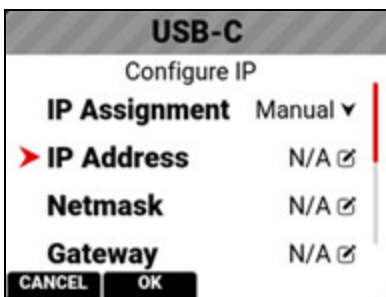 USB-C
Configure IP
IP Assignment Manual
IP Address N/A
Netmask N/A
Gateway N/A
CANCEL OK